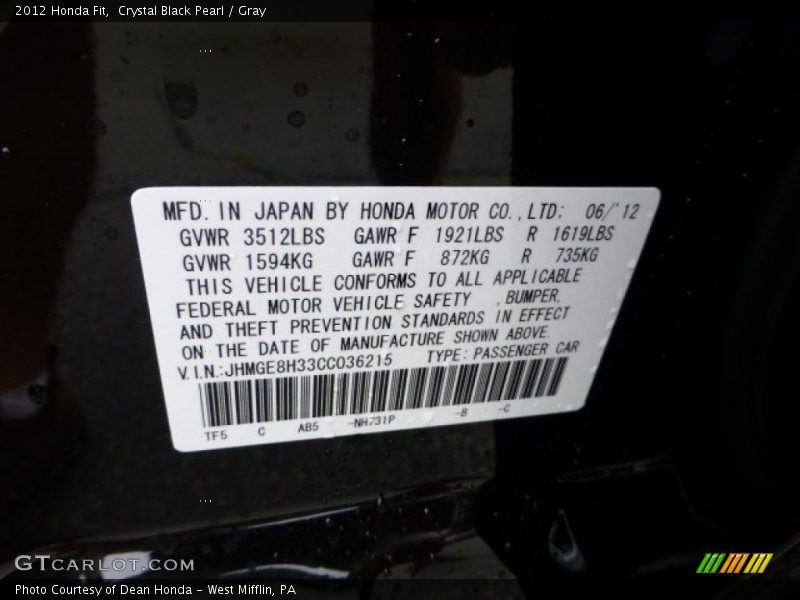 2012 Honda Fit, Crystal Black Pearl / Gray
MFD. IN JAPAN BY HONDA MOTOR CO., LTD: 06/'12
GVWR 3512LBS GAWR F 1921LBS R 1619LBS
GVWR 1594KG GAWR F 872KG R 735KG
THIS VEHICLE CONFORMS TO ALL APPLICABLE
FEDERAL MOTOR VEHICLE SAFETY , BUMPER,
AND THEFT PREVENTION STANDARDS IN EFFECT
ON THE DATE OF MANUFACTURE SHOWN ABOVE.
V.I.N.:JHMGE8H33CC036215 TYPE: PASSENGER CAR
TF5 C AB5 -NH731P -B -C
GTCARLOT.COM
Photo Courtesy of Dean Honda - West Mifflin, PA